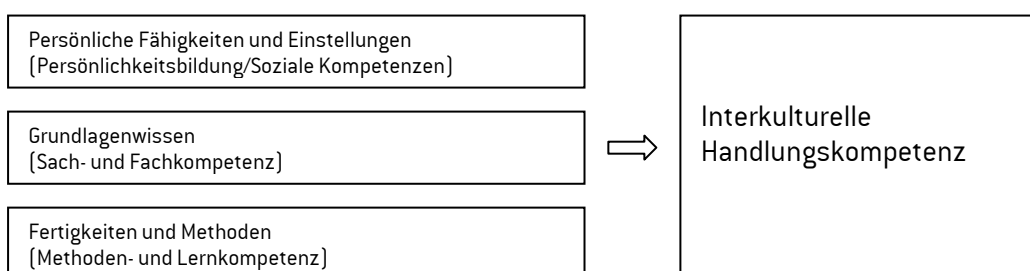 Persönliche Fähigkeiten und Einstellungen
(Persönlichkeitsbildung/Soziale Kompetenzen)
Grundlagenwissen
(Sach- und Fachkompetenz)
Fertigkeiten und Methoden
(Methoden- und Lernkompetenz)
Interkulturelle
Handlungskompetenz